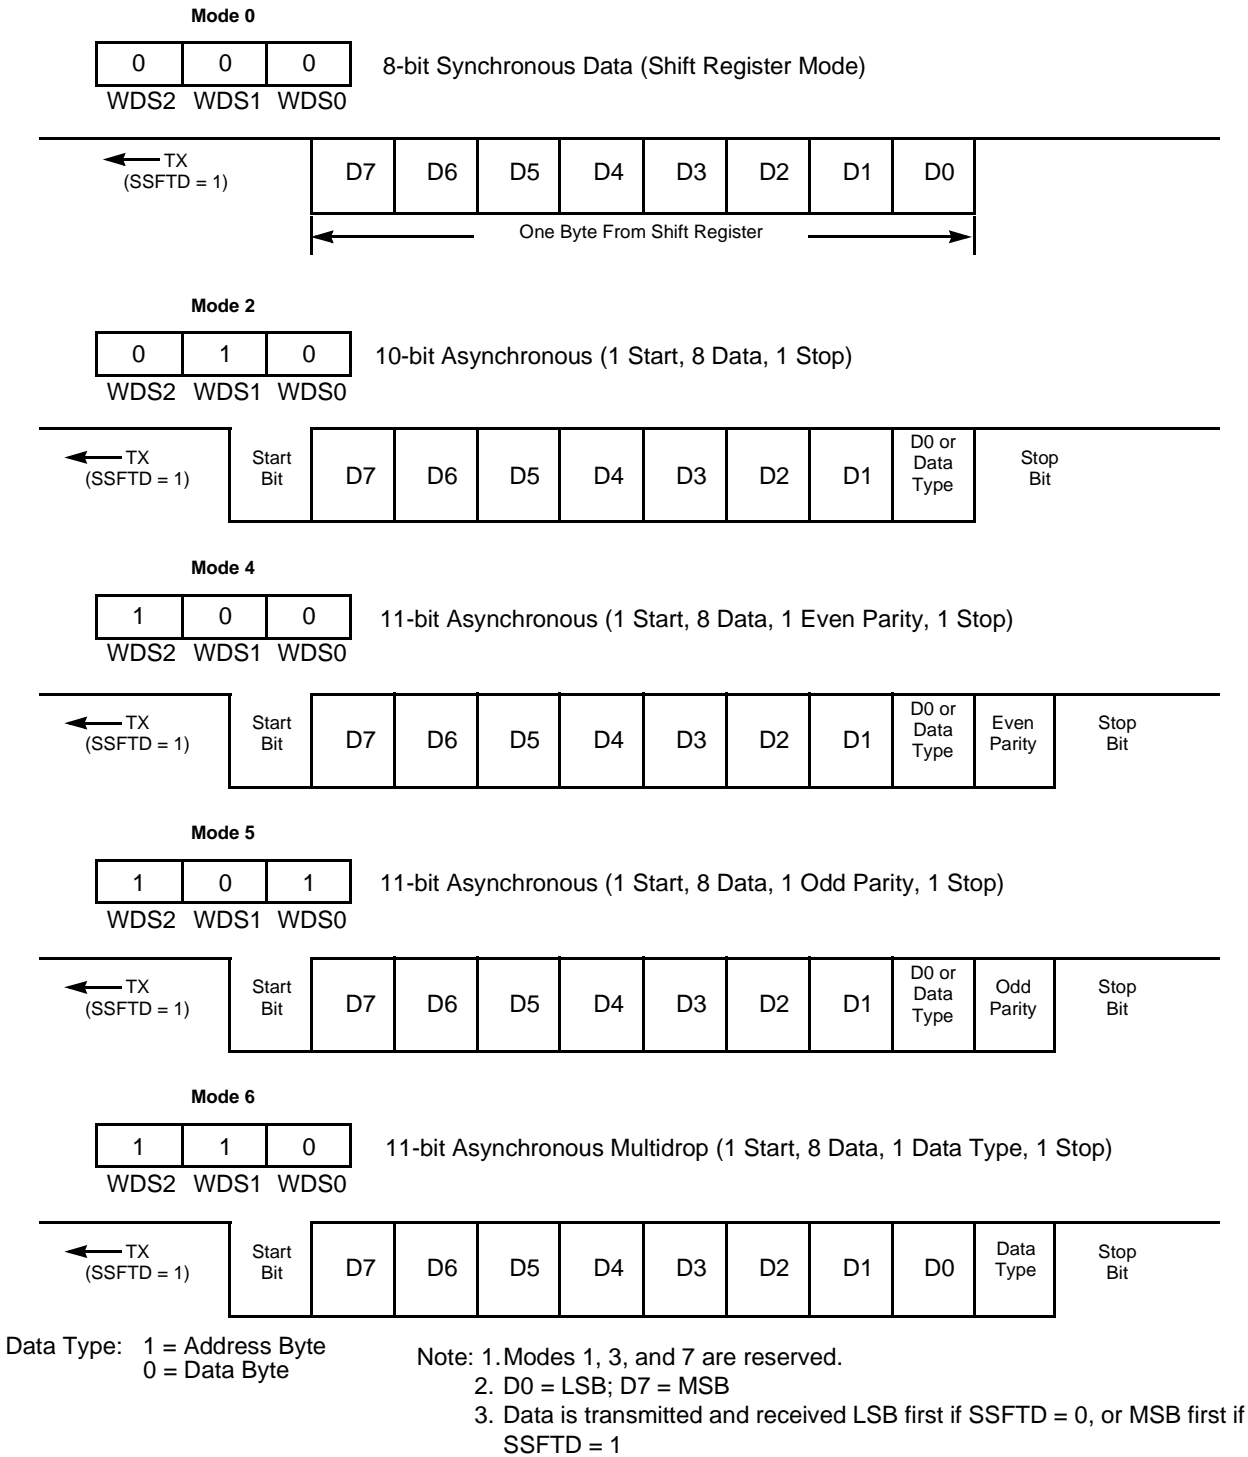 Mode 0
0 0 0 8-bit Synchronous Data (Shift Register Mode)
WDS2 WDS1 WDS0
TX
(SSFTD = 1)
D7 D6 D5 D4 D3 D2 D1 D0
One Byte From Shift Register
Mode 2
0 1 0 10-bit Asynchronous (1 Start, 8 Data, 1 Stop)
WDS2 WDS1 WDS0
TX
(SSFTD = 1)
Start
Bit
D7 D6 D5 D4 D3 D2 D1
D0 or
Data
Type
Stop
Bit
Mode 4
1 0 0 11-bit Asynchronous (1 Start, 8 Data, 1 Even Parity, 1 Stop)
WDS2 WDS1 WDS0
TX
(SSFTD = 1)
Start
Bit
D7 D6 D5 D4 D3 D2 D1
D0 or
Data
Type
Even
Parity
Stop
Bit
Mode 5
1 0 1 11-bit Asynchronous (1 Start, 8 Data, 1 Odd Parity, 1 Stop)
WDS2 WDS1 WDS0
TX
(SSFTD = 1)
Start
Bit
D7 D6 D5 D4 D3 D2 D1
D0 or
Data
Type
Odd
Parity
Stop
Bit
Mode 6
1 1 0 11-bit Asynchronous Multidrop (1 Start, 8 Data, 1 Data Type, 1 Stop)
WDS2 WDS1 WDS0
TX
(SSFTD = 1)
Start
Bit
D7 D6 D5 D4 D3 D2 D1 D0
Data
Type
Stop
Bit
Data Type: 1 = Address Byte
0 = Data Byte
Note: 1. Modes 1, 3, and 7 are reserved.
2. D0 = LSB; D7 = MSB
3. Data is transmitted and received LSB first if SSFTD = 0, or MSB first if
SSFTD = 1